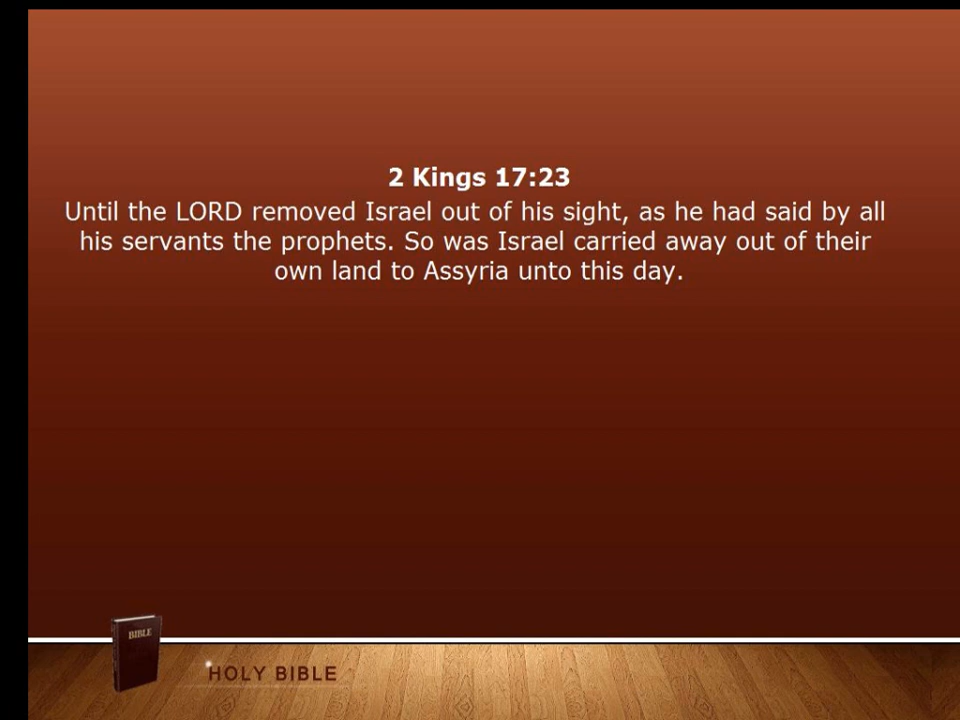 2 Kings 17:23
Until the LORD removed Israel out of his sight, as he had said by all
his servants the prophets. So was Israel carried away out of their
own land to Assyria unto this day.
BIBLE
HOLY BIBLE